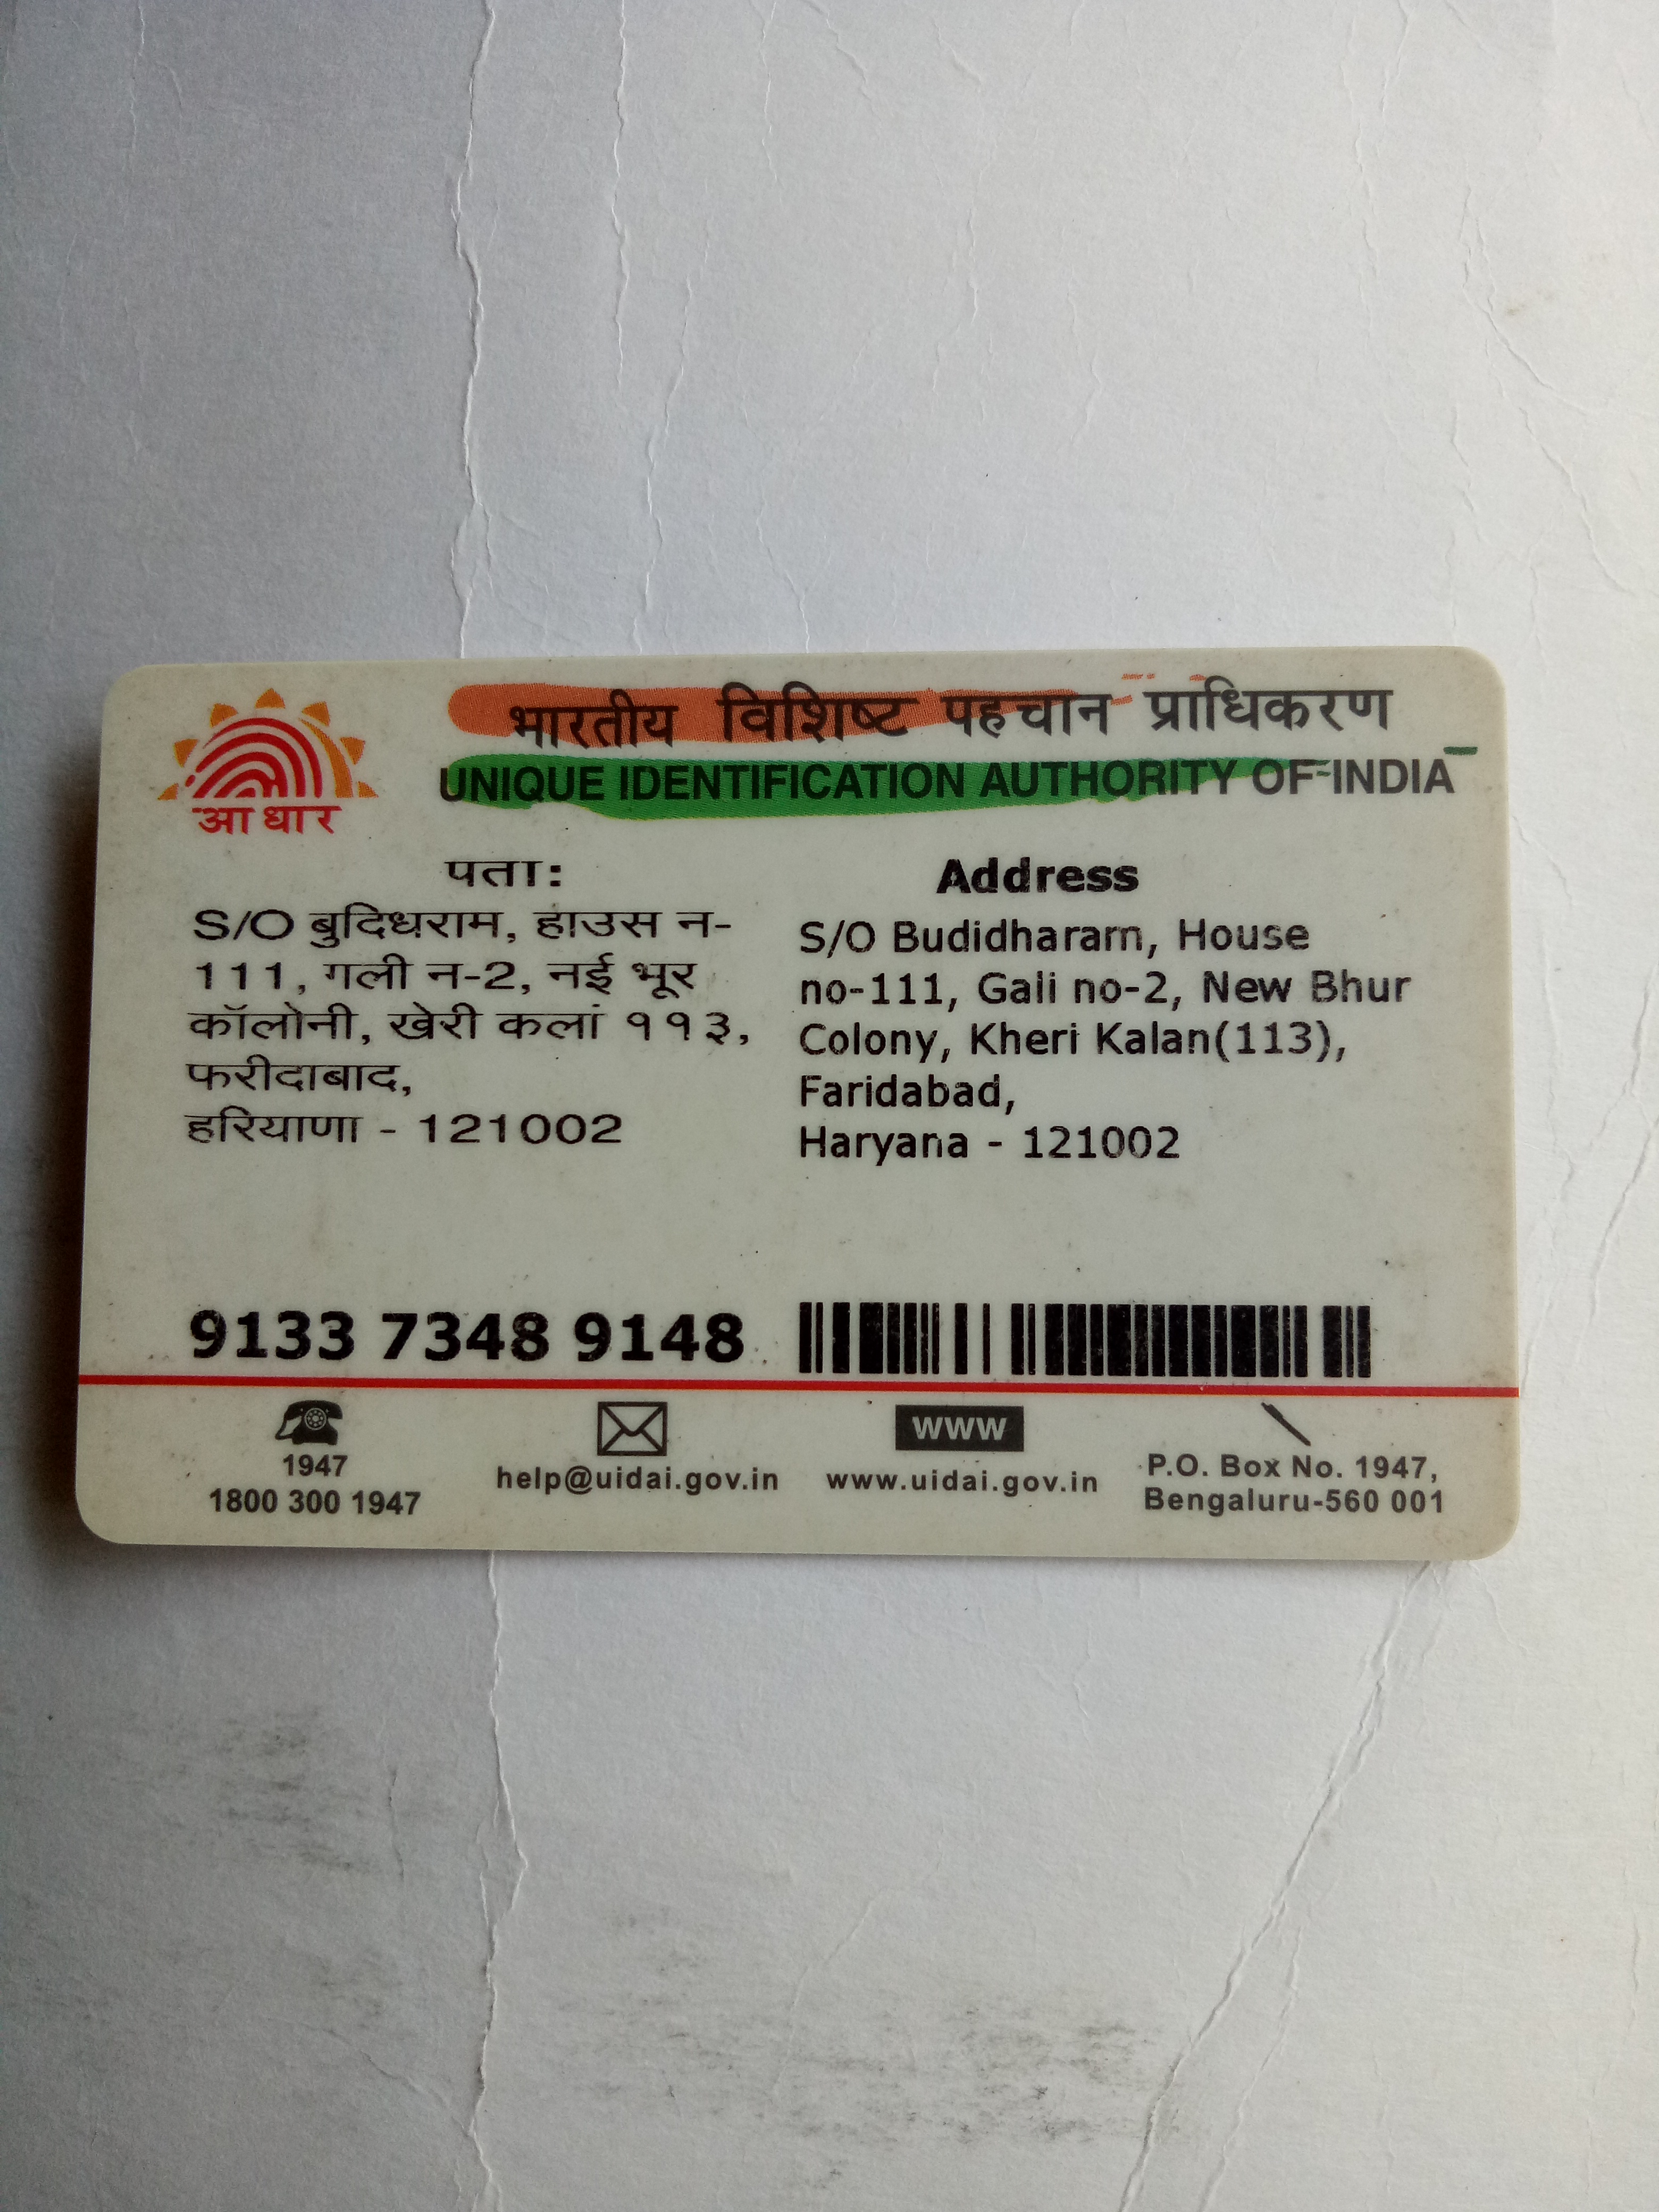 आधार
भारतीय विशिष्ट पहचान प्राधिकरण
UNIQUE IDENTIFICATION AUTHORITY OF INDIA
पता:
S/O बुदिधराम, हाउस न-
111, गली न-2, नई भूर
कॉलोनी, खेरी कलां ११३,
फरीदाबाद,
हरियाणा - 121002
Address
S/O Budidharam, House
no-111, Gali no-2, New Bhur
Colony, Kheri Kalan(113),
Faridabad,
Haryana - 121002
9133 7348 9148
1947
1800 300 1947
help@uidai.gov.in
www
www.uidai.gov.in
P.O. Box No. 1947,
Bengaluru-560 001